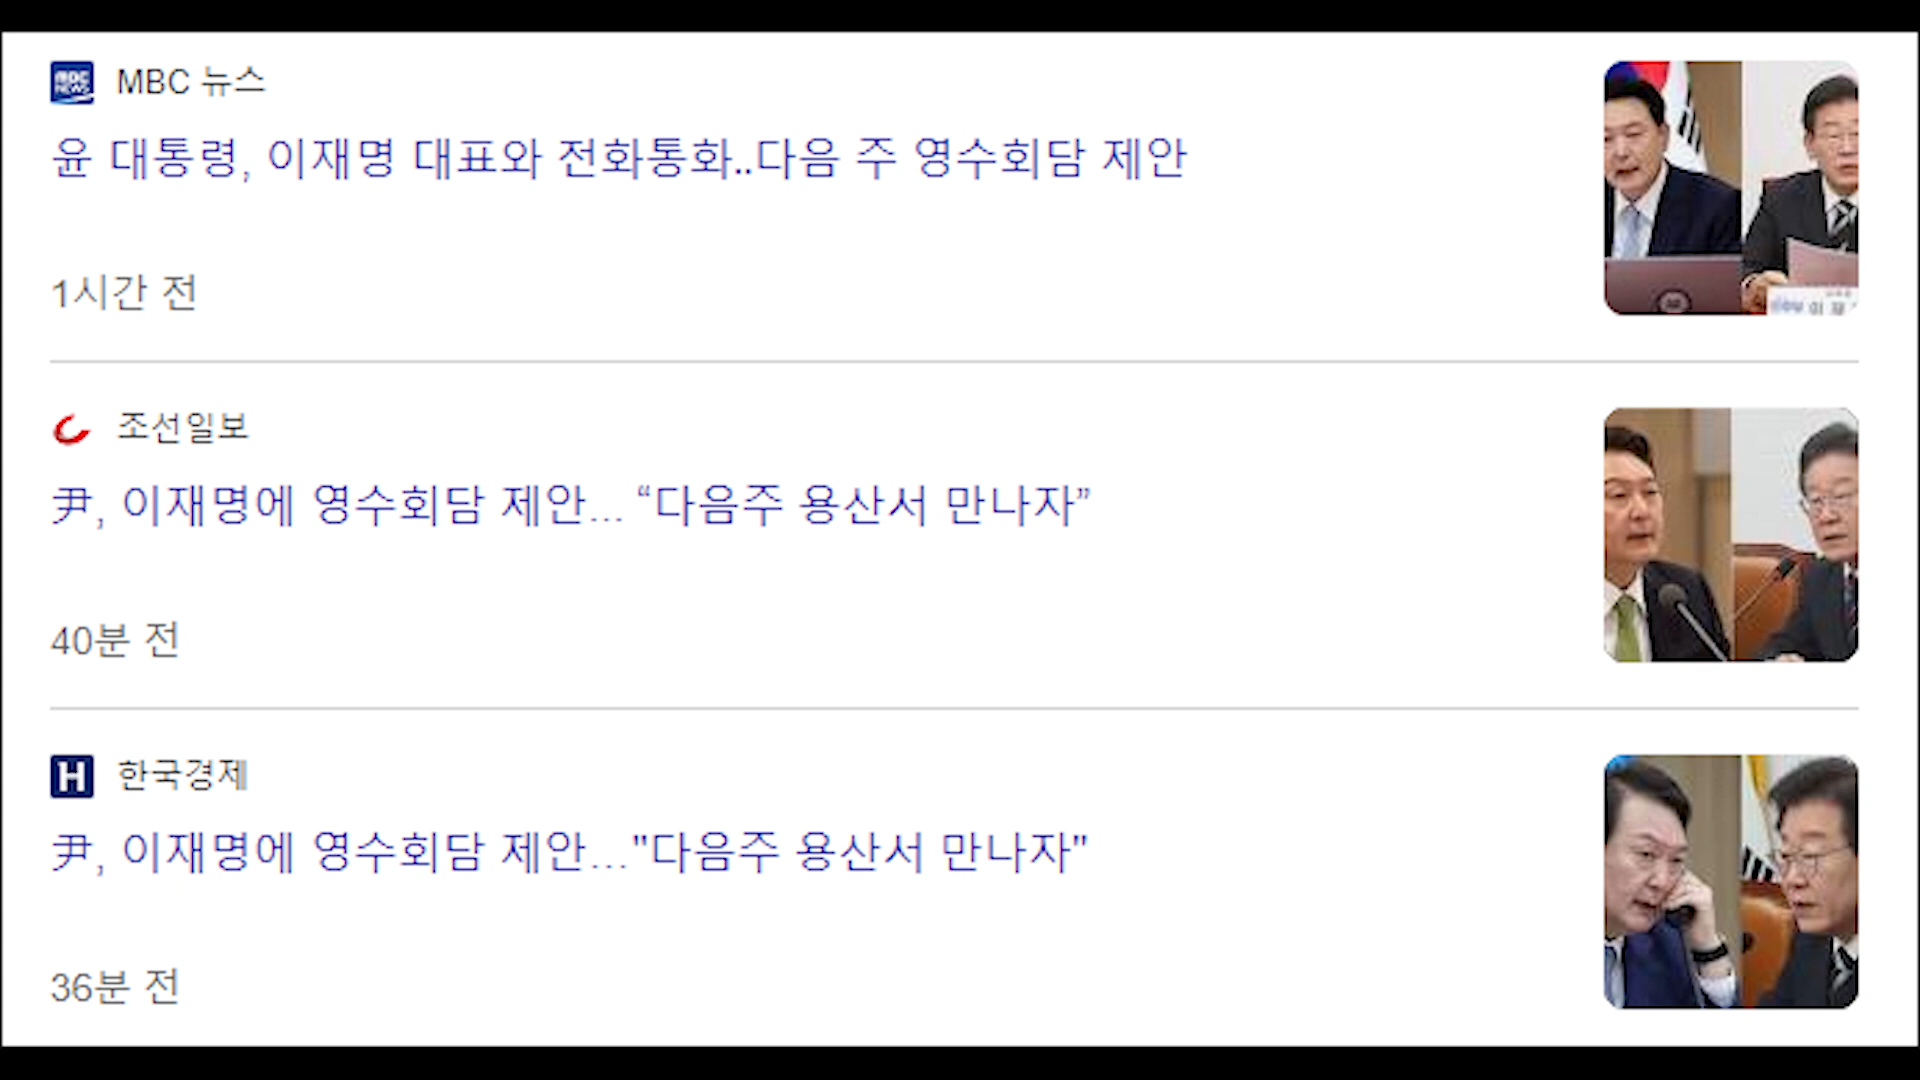 MBC NEWS
MBC 뉴스
윤 대통령, 이재명 대표와 전화통화..다음 주 영수회담 제안
1시간 전
조선일보
尹, 이재명에 영수회담 제안... “다음주 용산서 만나자”
40분 전
H
한국경제
尹, 이재명에 영수회담 제안..."다음주 용산서 만나자"
36분 전